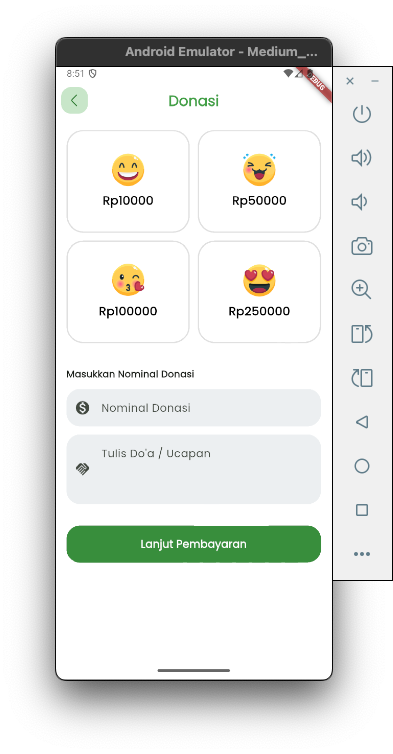 Android Emulator - Medium_...
8:51
DEBUG
Donasi
Rp10000
Rp50000
Rp100000
Rp250000
Masukkan Nominal Donasi
Nominal Donasi
Tulis Do'a / Ucapan
Lanjut Pembayaran